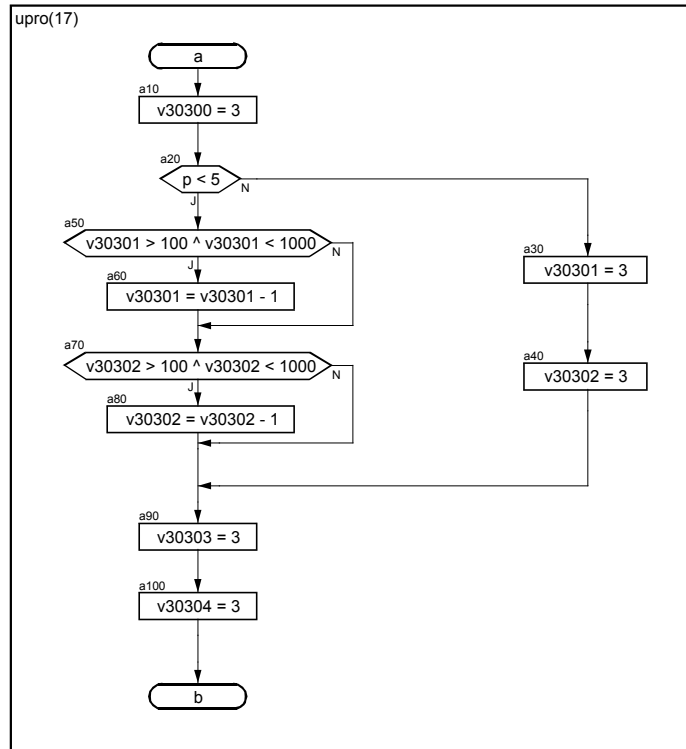 upro(17)
a
a10
v30300 = 3
a20
p < 5
N
J
a50
v30301 > 100 ^ v30301 < 1000
N
J
a30
v30301 = 3
a60
v30301 = v30301 - 1
a70
v30302 > 100 ^ v30302 < 1000
N
J
a40
v30302 = 3
a80
v30302 = v30302 - 1
a90
v30303 = 3
a100
v30304 = 3
b